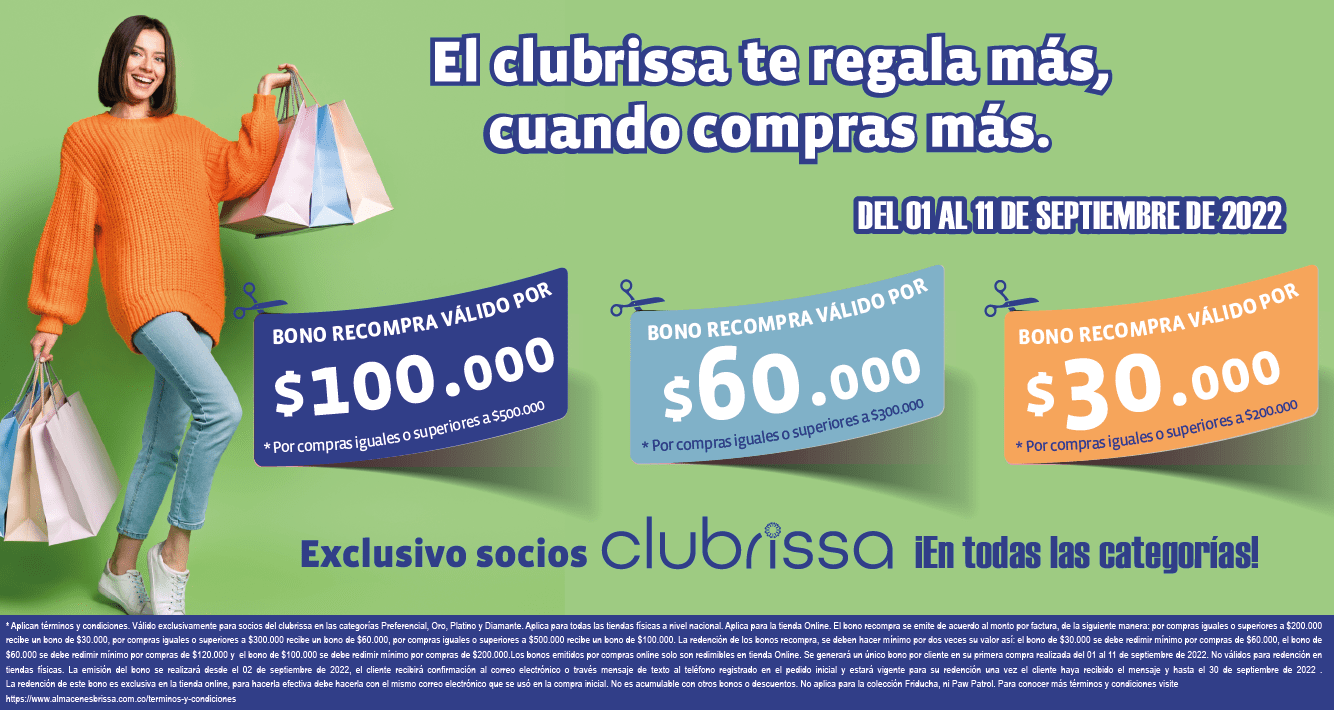 El clubrissa te regala más,
cuando compras más.
DEL 01 AL 11 DE SEPTIEMBRE DE 2022
BONO RECOMPRA VÁLIDO POR
$100.000
* Por compras iguales o superiores a $500.000
BONO RECOMPRA VÁLIDO POR
$60.000
* Por compras iguales o superiores a $300.000
BONO RECOMPRA VÁLIDO POR
$30.000
* Por compras iguales o superiores a $200.000
Exclusivo socios clubrissa ¡En todas las categorías!
* Aplican términos y condiciones. Válido exclusivamente para socios del clubrissa en las categorías Preferencial, Oro, Platino y Diamante. Aplica para todas las tiendas físicas a nivel nacional. Aplica para la tienda Online. El bono recompra se emite de acuerdo al monto por factura, de la siguiente manera: por compras iguales o superiores a $200.000
recibe un bono de $30.000, por compras iguales o superiores a $300.000 recibe un bono de $60.000, por compras iguales o superiores a $500.000 recibe un bono de $100.000. La redención de los bonos recompra, se deben hacer mínimo por dos veces su valor así: el bono de $30.000 se debe redimir mínimo por compras de $60.000, el bono de
$60.000 se debe redimir mínimo por compras de $120.000 y el bono de $100.000 se debe redimir mínimo por compras de $200.000.Los bonos emitidos por compras online solo son redimibles en tienda Online. Se generará un único bono por cliente en su primera compra realizada del 01 al 11 de septiembre de 2022. No válidos para redención en
tiendas físicas. La emisión del bono se realizará desde el 02 de septiembre de 2022, el cliente recibirá confirmación al correo electrónico o través mensaje de texto al teléfono registrado en el pedido inicial y estará vigente para su redención una vez el cliente haya recibido el mensaje y hasta el 30 de septiembre de 2022 .
La redención de este bono es exclusiva en la tienda online, para hacerla efectiva debe hacerla con el mismo correo electrónico que se usó en la compra inicial. No es acumulable con otros bonos o descuentos. No aplica para la colección Friducha, ni Paw Patrol. Para conocer más términos y condiciones visite
https://www.almacenesbrissa.com.co/terminos-y-condiciones